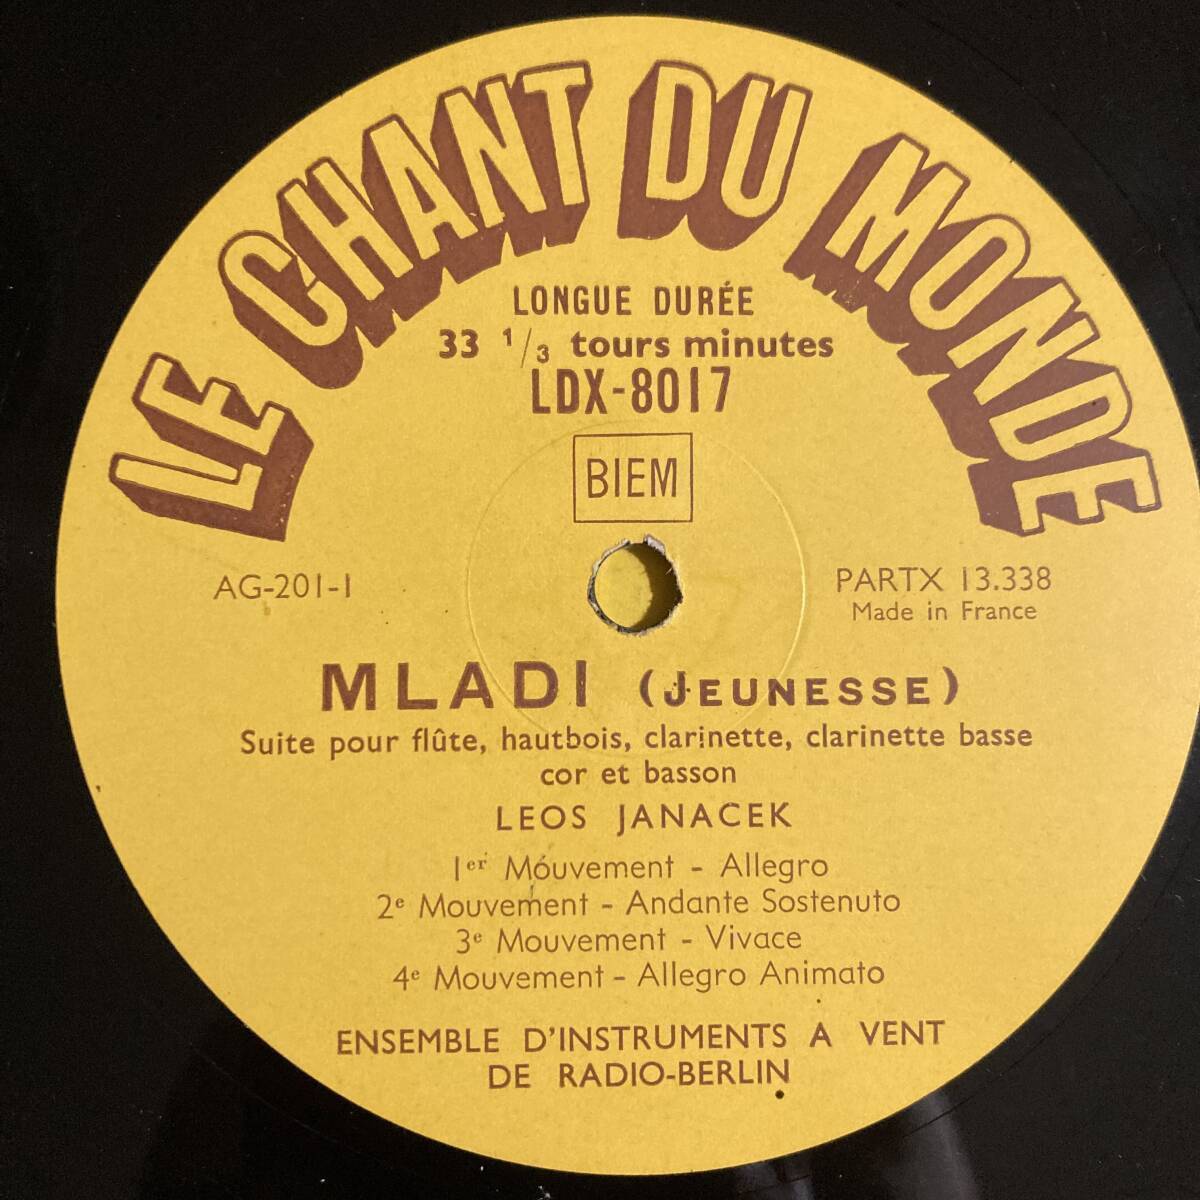 LE CHANT DU MONDE
LONGUE DURÉE
33 1/3 tours minutes
LDX-8017
BIEM
AG-201-1
PARTX 13.338
Made in France
MLADI (JEUNESSE)
Suite pour flûte, hautbois, clarinette, clarinette basse
cor et basson
LEOS JANACEK
1er Mouvement - Allegro
2e Mouvement - Andante Sostenuto
3e Mouvement - Vivace
4e Mouvement - Allegro Animato
ENSEMBLE D'INSTRUMENTS A VENT
DE RADIO-BERLIN